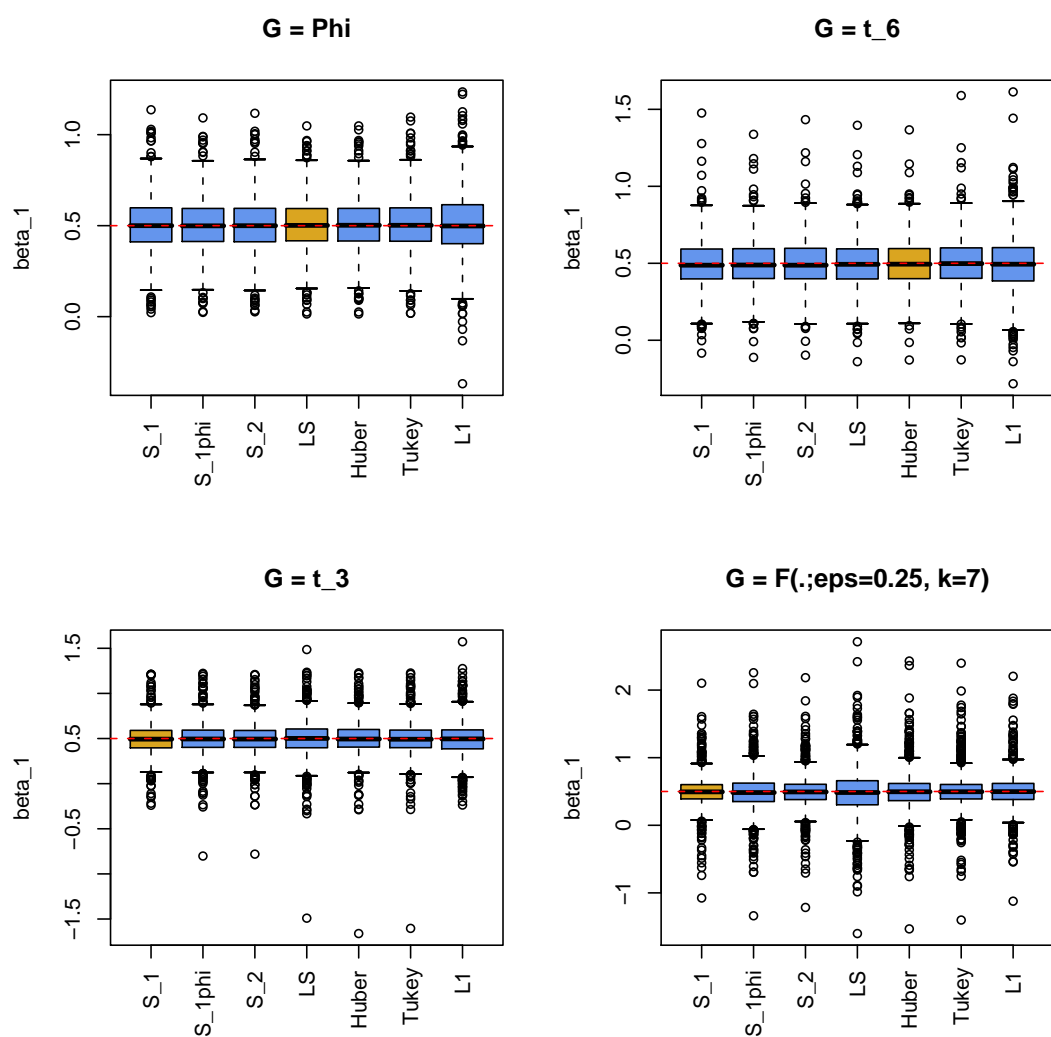 G = Phi
beta_1
0.0
0.5
1.0
S_1
S_1phi
S_2
LS
Huber
Tukey
L1
G = t_6
beta_1
0.0
0.5
1.0
1.5
S_1
S_1phi
S_2
LS
Huber
Tukey
L1
G = t_3
beta_1
−1.5
−0.5
0.5
1.5
S_1
S_1phi
S_2
LS
Huber
Tukey
L1
G = F(.;eps=0.25, k=7)
beta_1
−1
0
1
2
S_1
S_1phi
S_2
LS
Huber
Tukey
L1